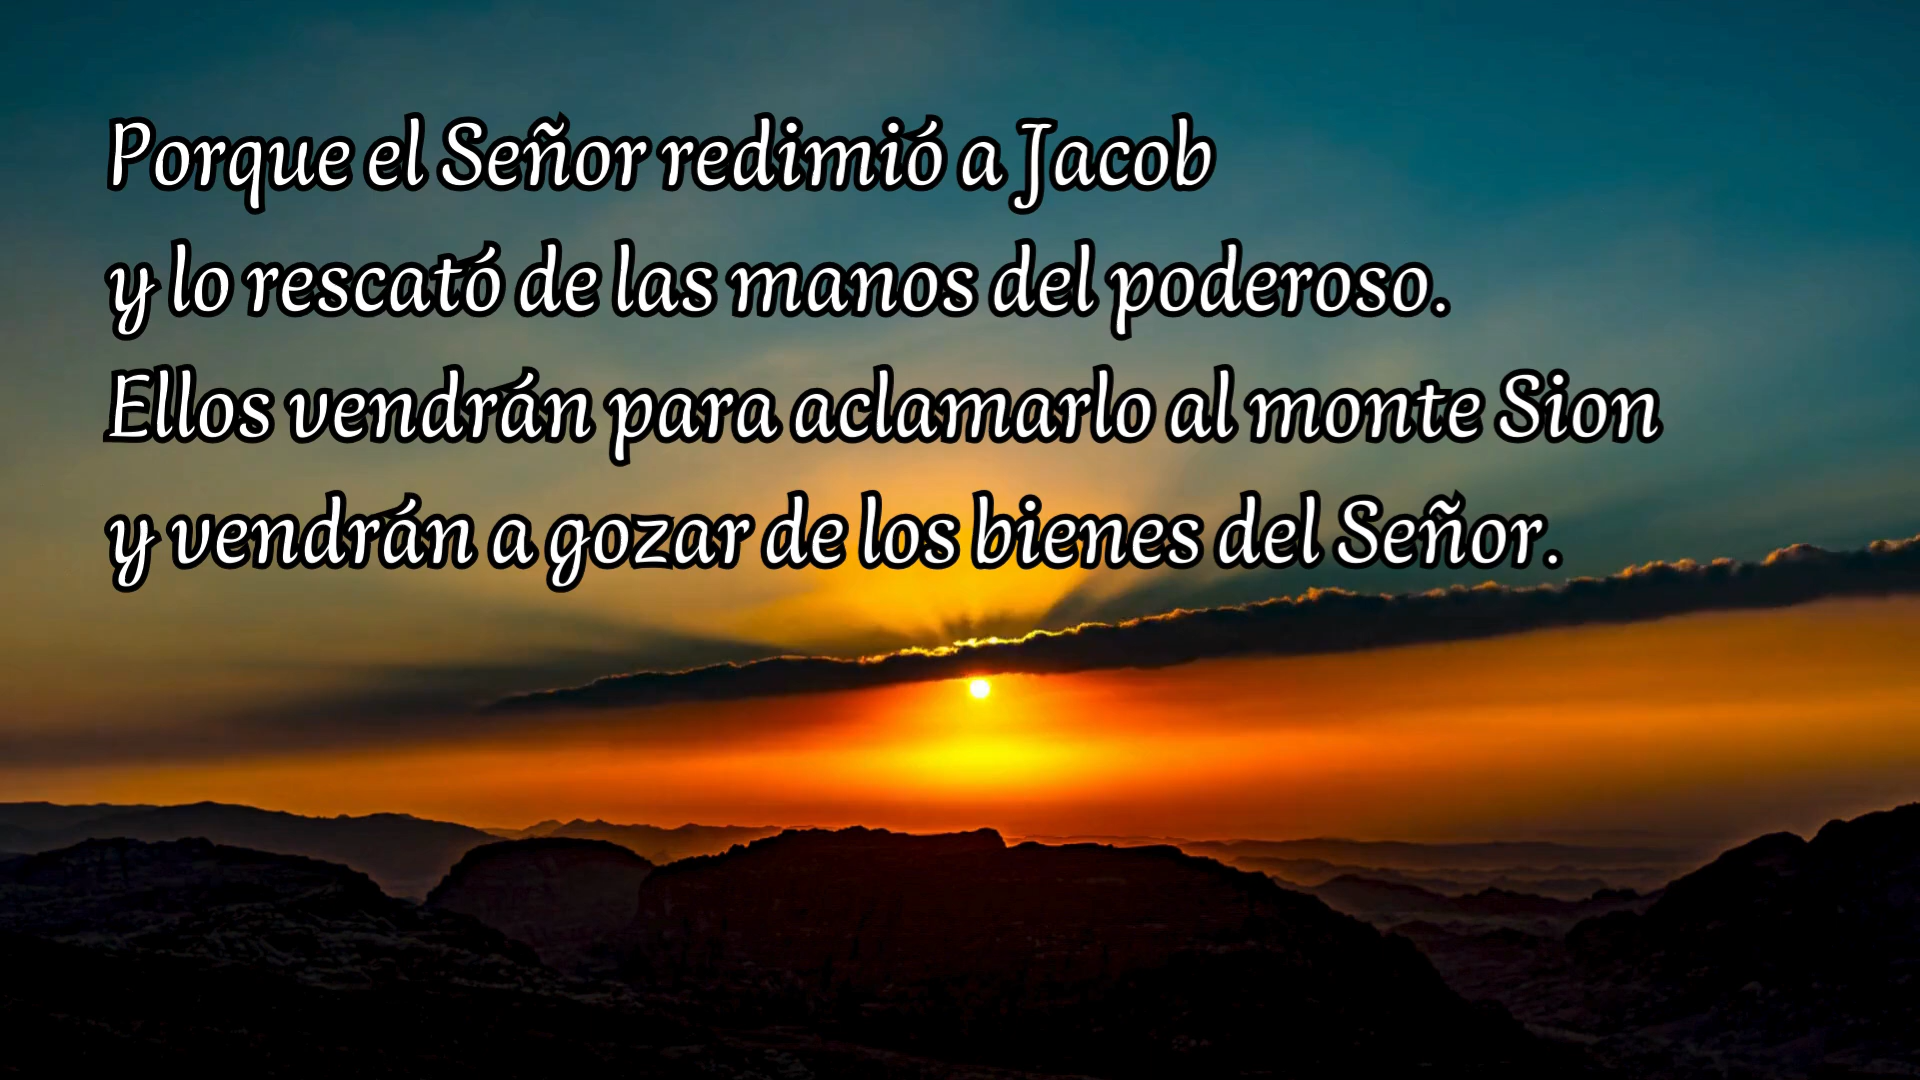 Porque el Señor redimió a Jacob
y lo rescató de las manos del poderoso.
Ellos vendrán para aclamarlo al monte Sion
y vendrán a gozar de los bienes del Señor.